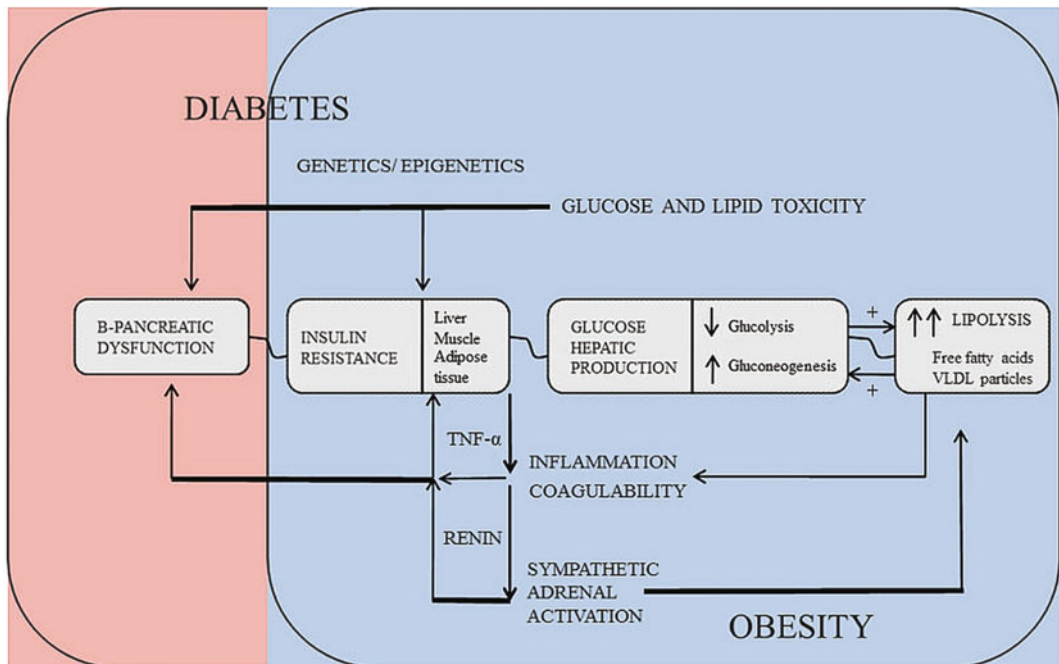 DIABETES
GENETICS/ EPIGENETICS
GLUCOSE AND LIPID TOXICITY
B-PANCREATIC
DYSFUNCTION
INSULIN
RESISTANCE
Liver
Muscle
Adipose
tissue
GLUCOSE
HEPATIC
PRODUCTION
↓ Glucolysis
↑ Gluconeogenesis
+
+
↑↑ LIPOLYSIS
Free fatty acids
VLDL particles
TNF-α
INFLAMMATION
COAGULABILITY
RENIN
SYMPATHETIC
ADRENAL
ACTIVATION
OBESITY